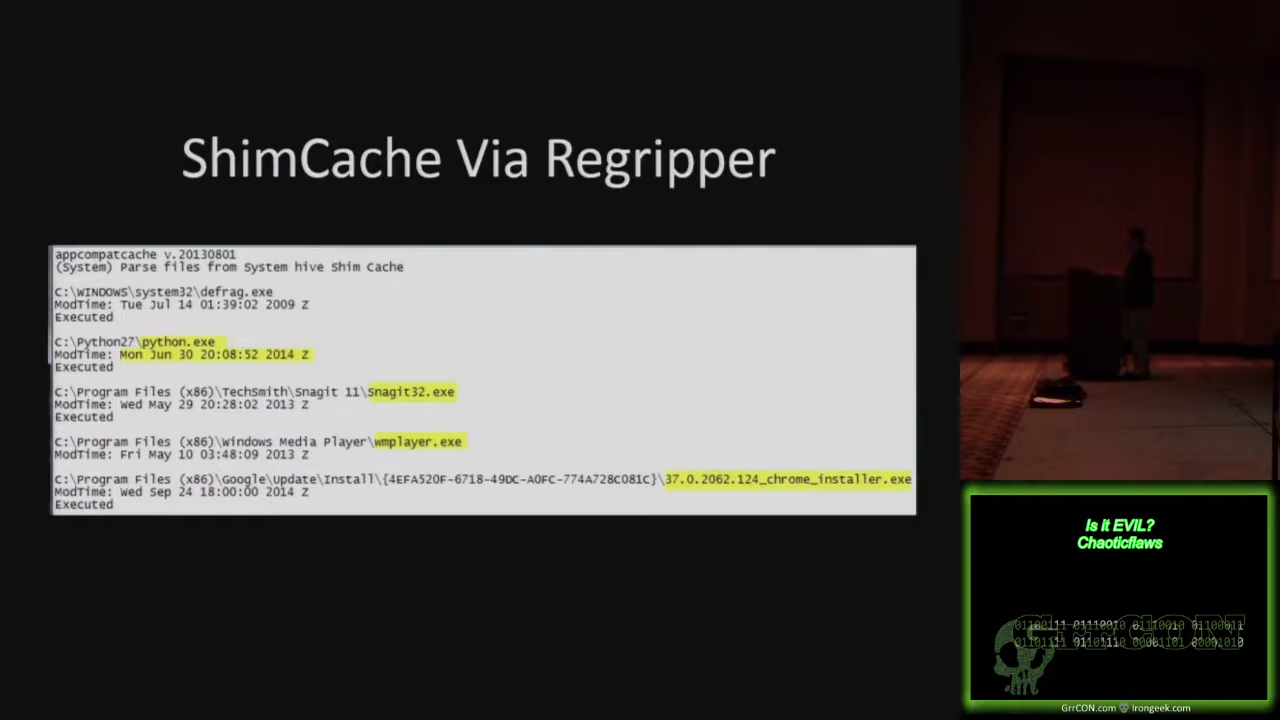 ShimCache Via Regripper
appcompatcache v.20130801
(System) Parse files from System hive Shim Cache
C:\WINDOWS\system32\defrag.exe
ModTime: Tue Jul 14 01:39:02 2009 Z
Executed
C:\Python27\python.exe
ModTime: Mon Jun 30 20:08:52 2014 Z
Executed
C:\Program Files (x86)\TechSmith\Snagit 11\Snagit32.exe
ModTime: Wed May 29 20:28:02 2013 Z
Executed
C:\Program Files (x86)\Windows Media Player\wmplayer.exe
ModTime: Fri May 10 03:48:09 2013 Z
C:\Program Files (x86)\Google\Update\Install\{4EFA520F-6718-49DC-A0FC-774A728C081C}\37.0.2062.124_chrome_installer.exe
ModTime: Wed Sep 24 18:00:00 2014 Z
Executed
Is it EVIL?
Chaoticflaws
GrrCON
GrrCON.com Irongeek.com